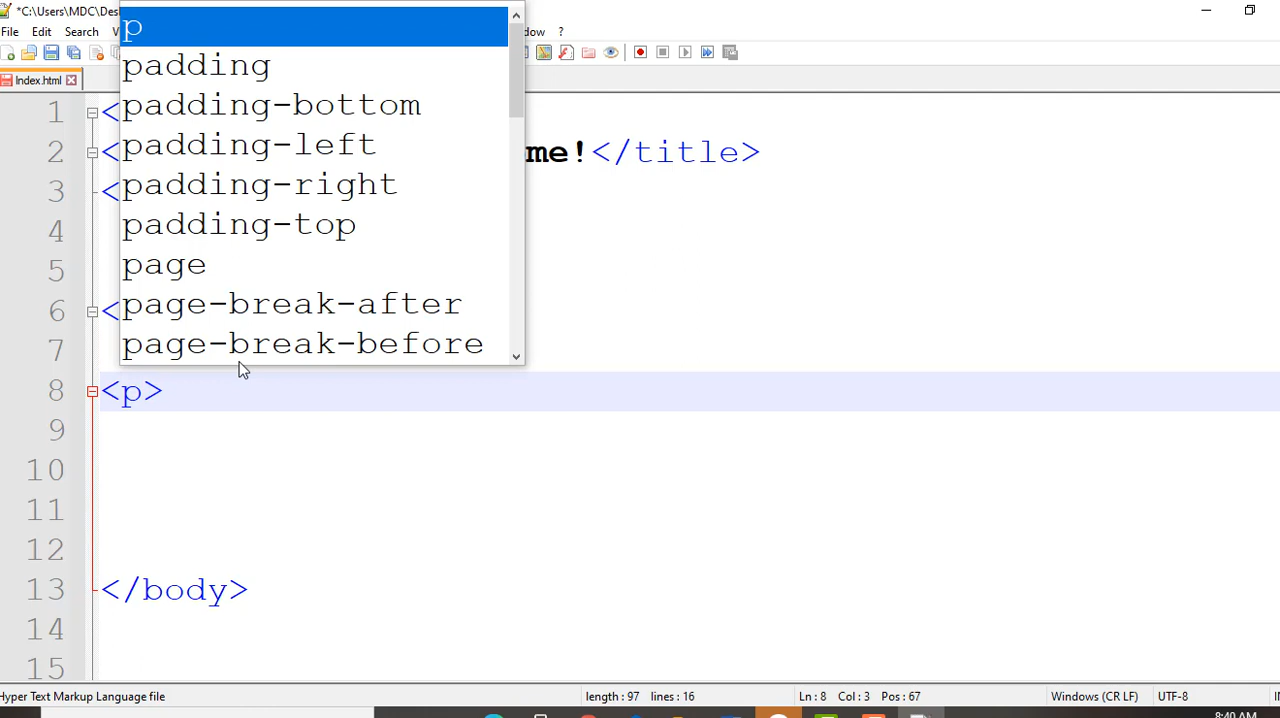 *C:\Users\MDC\Des
File Edit Search
dow ?
Index.html
p
padding
padding-bottom
padding-left
padding-right
padding-top
page
page-break-after
page-break-before
1 <
2 < me!</title>
3 <
4
5
6 <
7
8 <p>
9
10
11
12
13 </body>
14
15
Hyper Text Markup Language file length : 97 lines : 16 Ln : 8 Col : 3 Pos : 67 Windows (CR LF) UTF-8
8:40 AM